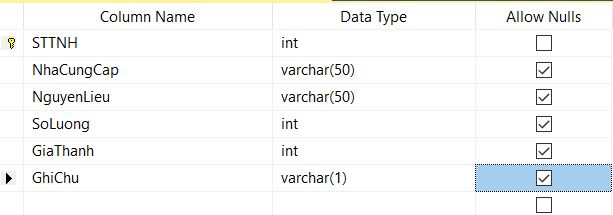 Column Name Data Type Allow Nulls
STTNH int
NhaCungCap varchar(50)
NguyenLieu varchar(50)
SoLuong int
GiaThanh int
GhiChu varchar(1)